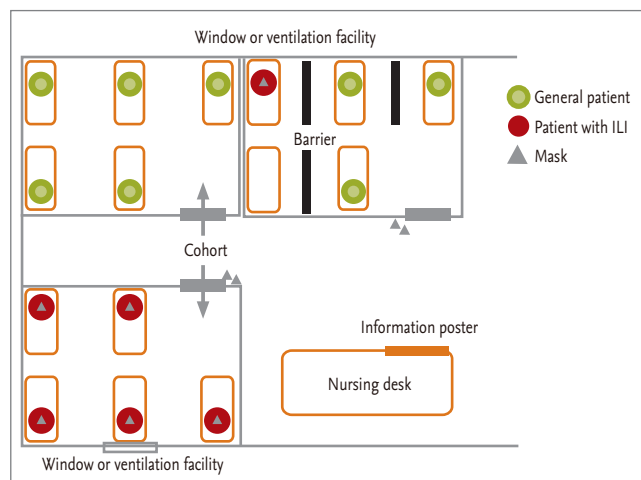 Window or ventilation facility
General patient
Patient with ILI
Mask
Barrier
Cohort
Information poster
Nursing desk
Window or ventilation facility